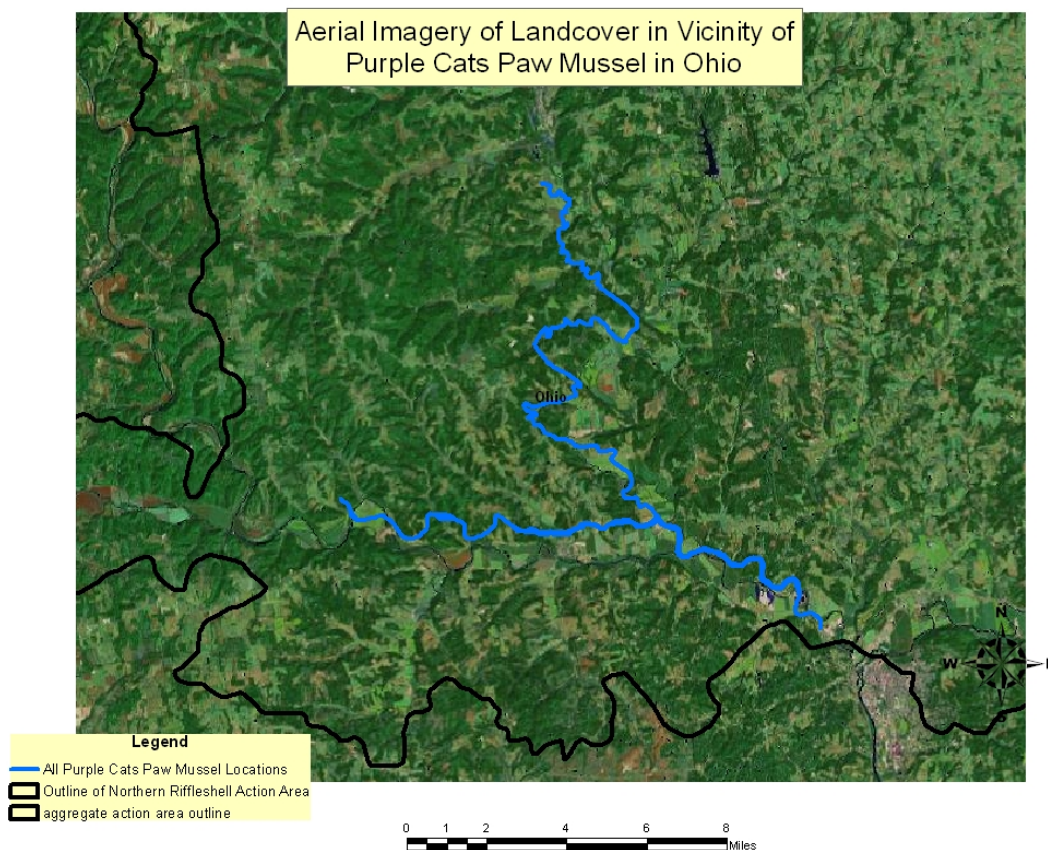 Aerial Imagery of Landcover in Vicinity of
Purple Cats Paw Mussel in Ohio
Ohio
N
W
Legend
All Purple Cats Paw Mussel Locations
Outline of Northern Riffleshell Action Area
aggregate action area outline
0 1 2 4 6 8
Miles